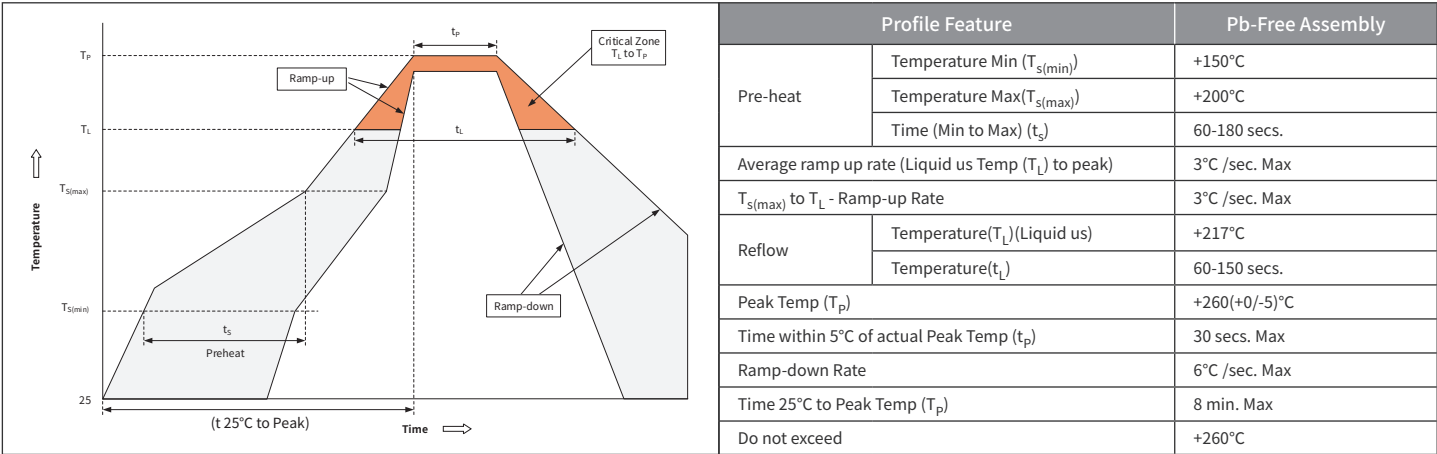 tP
TP
Critical Zone
TL to TP
Ramp-up
TL
tL
TS(max)
Temperature
TS(min)
Ramp-down
tS
Preheat
25
(t 25°C to Peak)
Time
Profile Feature Pb-Free Assembly
Pre-heat
Temperature Min (Ts(min)) +150°C
Temperature Max(Ts(max)) +200°C
Time (Min to Max) (ts) 60-180 secs.
Average ramp up rate (Liquid us Temp (TL) to peak) 3°C /sec. Max
Ts(max) to TL - Ramp-up Rate 3°C /sec. Max
Reflow
Temperature(TL)(Liquid us) +217°C
Temperature(tL) 60-150 secs.
Peak Temp (TP) +260(+0/-5)°C
Time within 5°C of actual Peak Temp (tP) 30 secs. Max
Ramp-down Rate 6°C /sec. Max
Time 25°C to Peak Temp (TP) 8 min. Max
Do not exceed +260°C